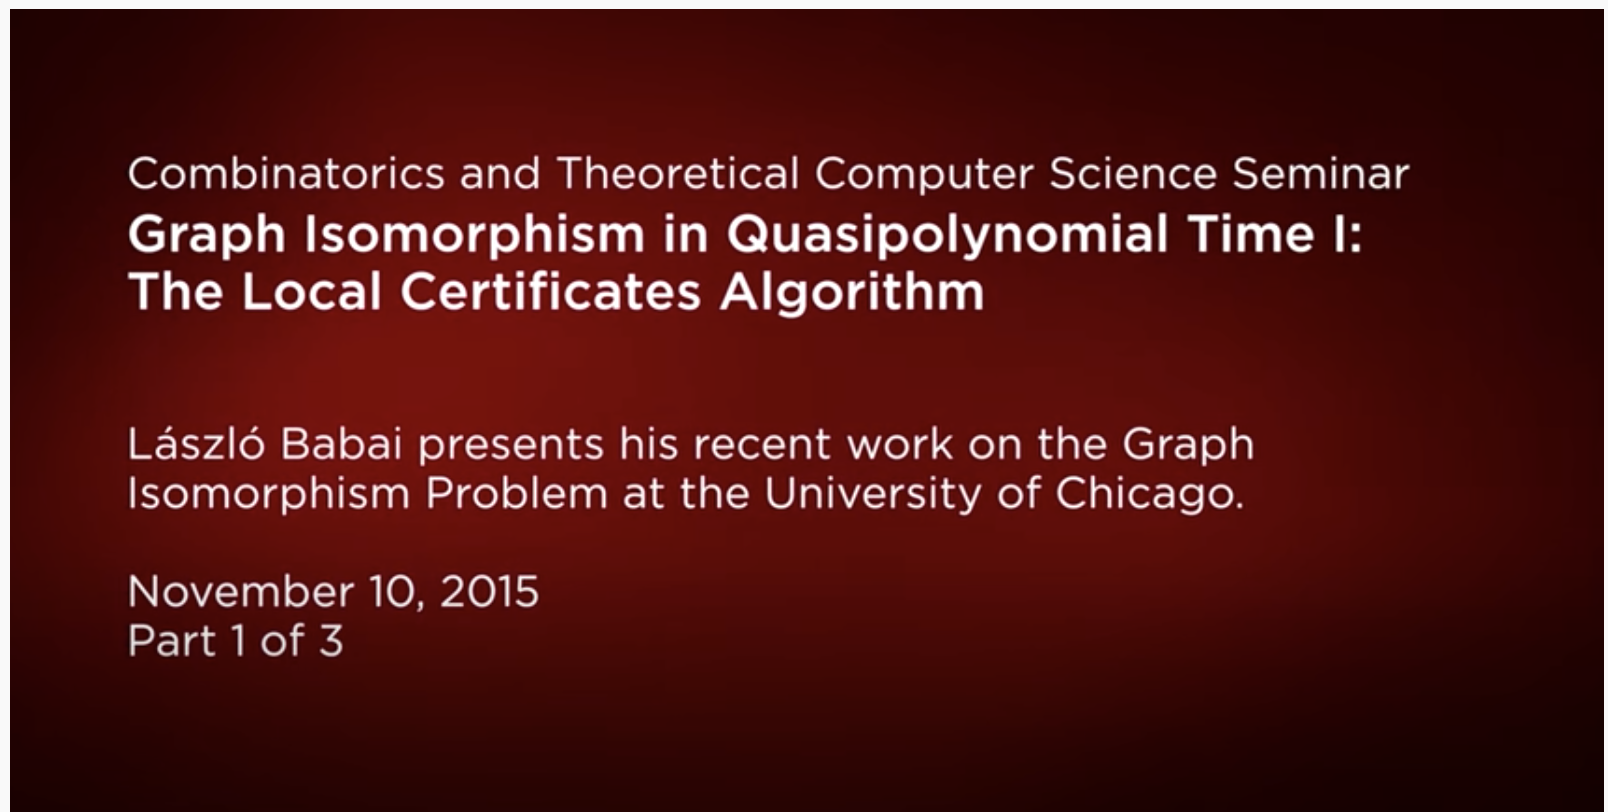 Combinatorics and Theoretical Computer Science Seminar
Graph Isomorphism in Quasipolynomial Time I:
The Local Certificates Algorithm
László Babai presents his recent work on the Graph
Isomorphism Problem at the University of Chicago.
November 10, 2015
Part 1 of 3